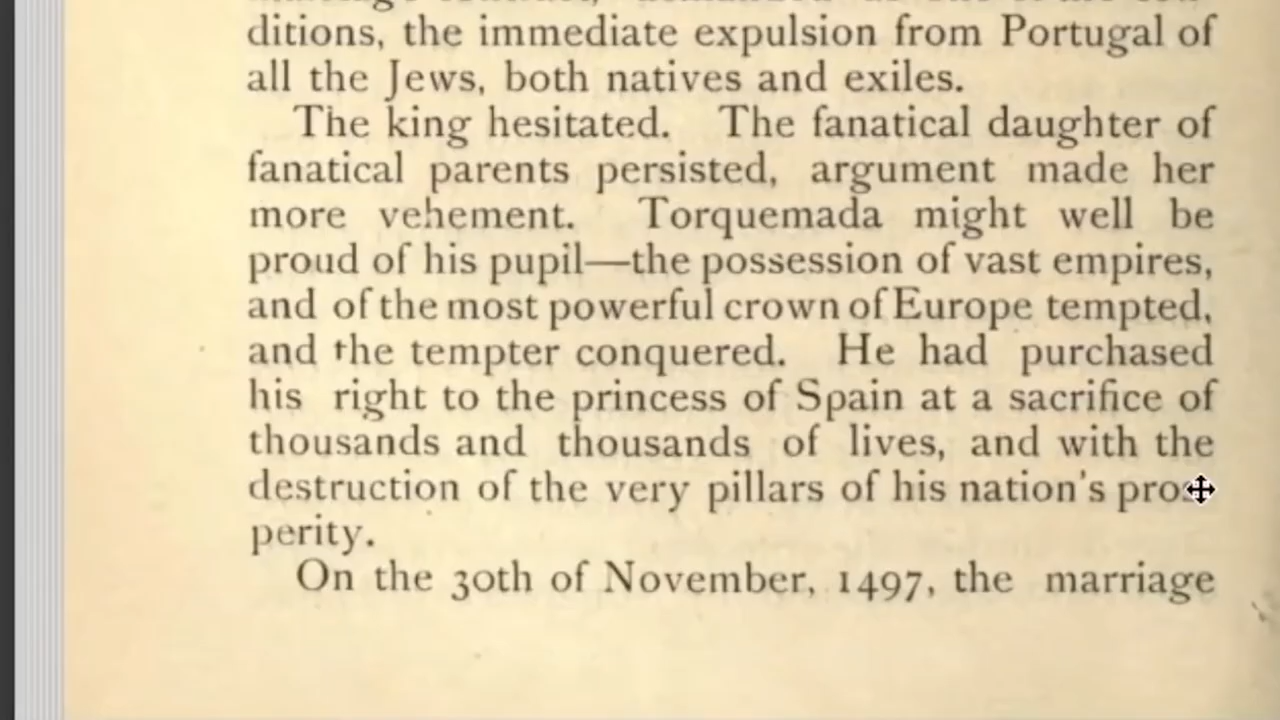 ditions, the immediate expulsion from Portugal of
all the Jews, both natives and exiles.
The king hesitated. The fanatical daughter of
fanatical parents persisted, argument made her
more vehement. Torquemada might well be
proud of his pupil—the possession of vast empires,
and of the most powerful crown of Europe tempted,
and the tempter conquered. He had purchased
his right to the princess of Spain at a sacrifice of
thousands and thousands of lives, and with the
destruction of the very pillars of his nation's pros
perity.
On the 30th of November, 1497, the marriage